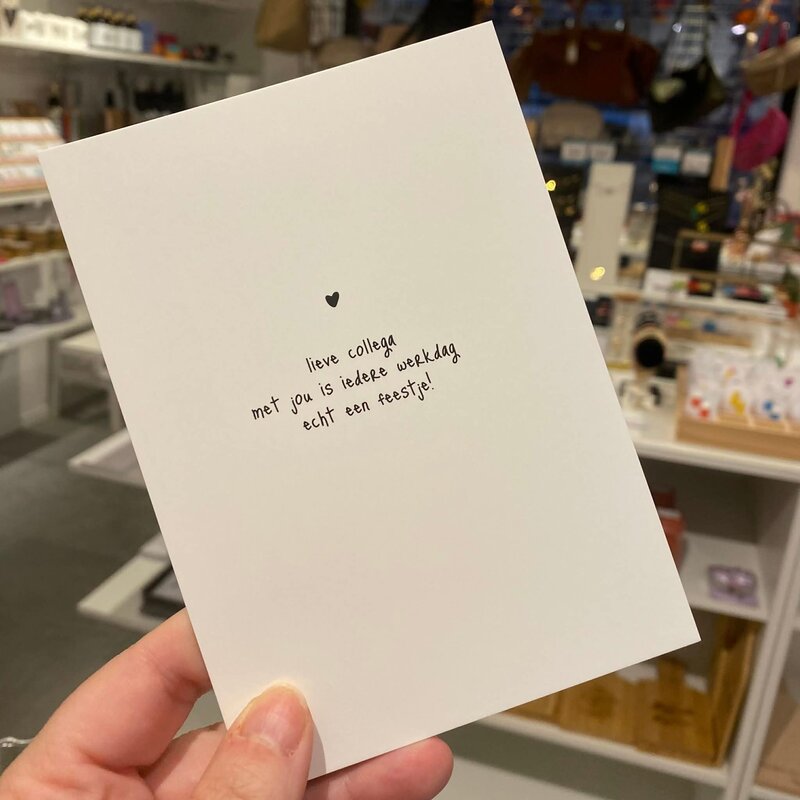 lieve collega
met jou is iedere werkdag
echt een feestje!